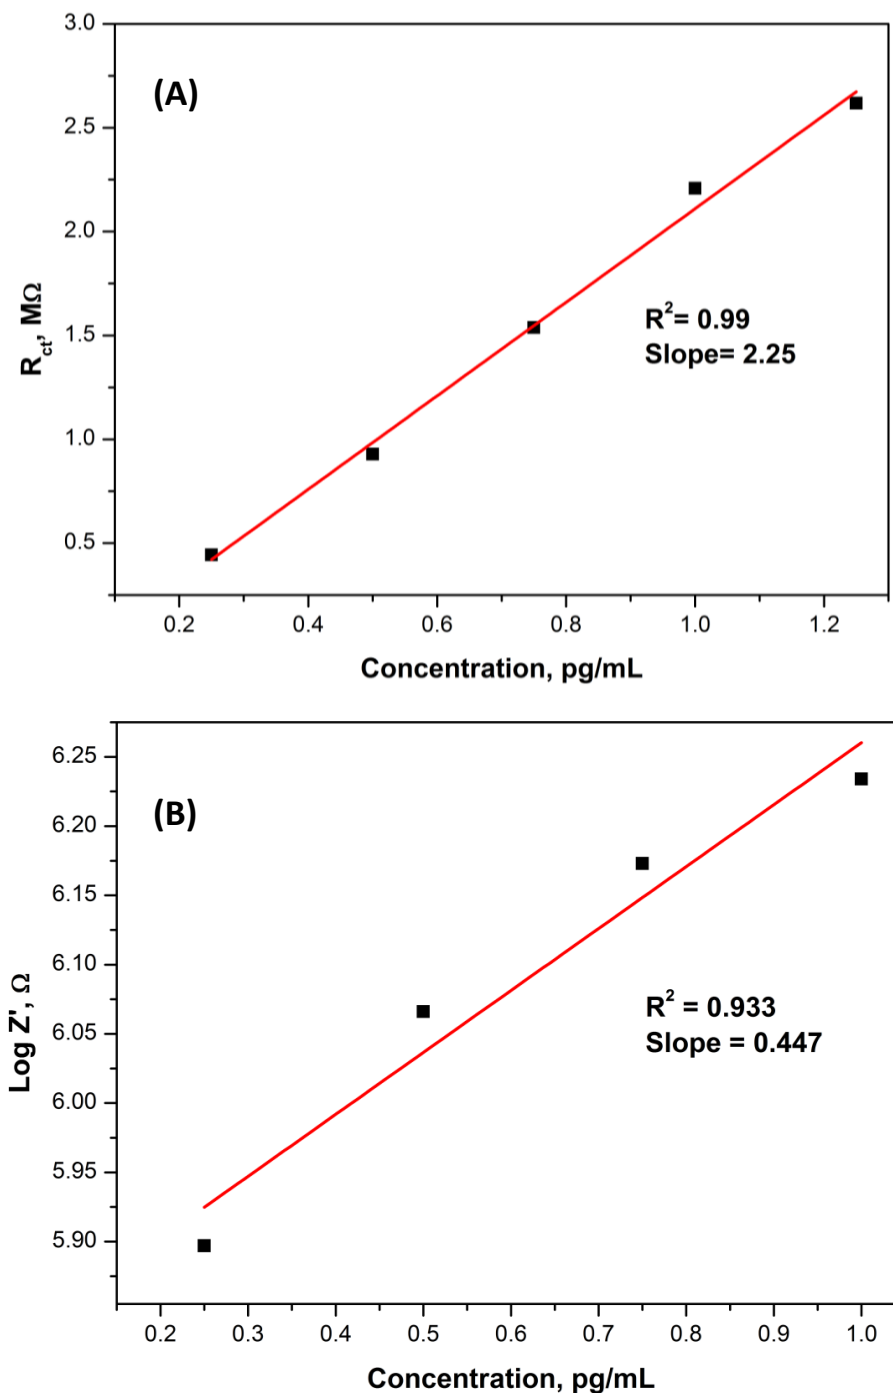 (A)
R_ct, MΩ
3.0
2.5
2.0
1.5
1.0
0.5
R²= 0.99
Slope= 2.25
0.2 0.4 0.6 0.8 1.0 1.2
Concentration, pg/mL
(B)
Log Z', Ω
6.25
6.20
6.15
6.10
6.05
6.00
5.95
5.90
R² = 0.933
Slope = 0.447
0.2 0.3 0.4 0.5 0.6 0.7 0.8 0.9 1.0
Concentration, pg/mL